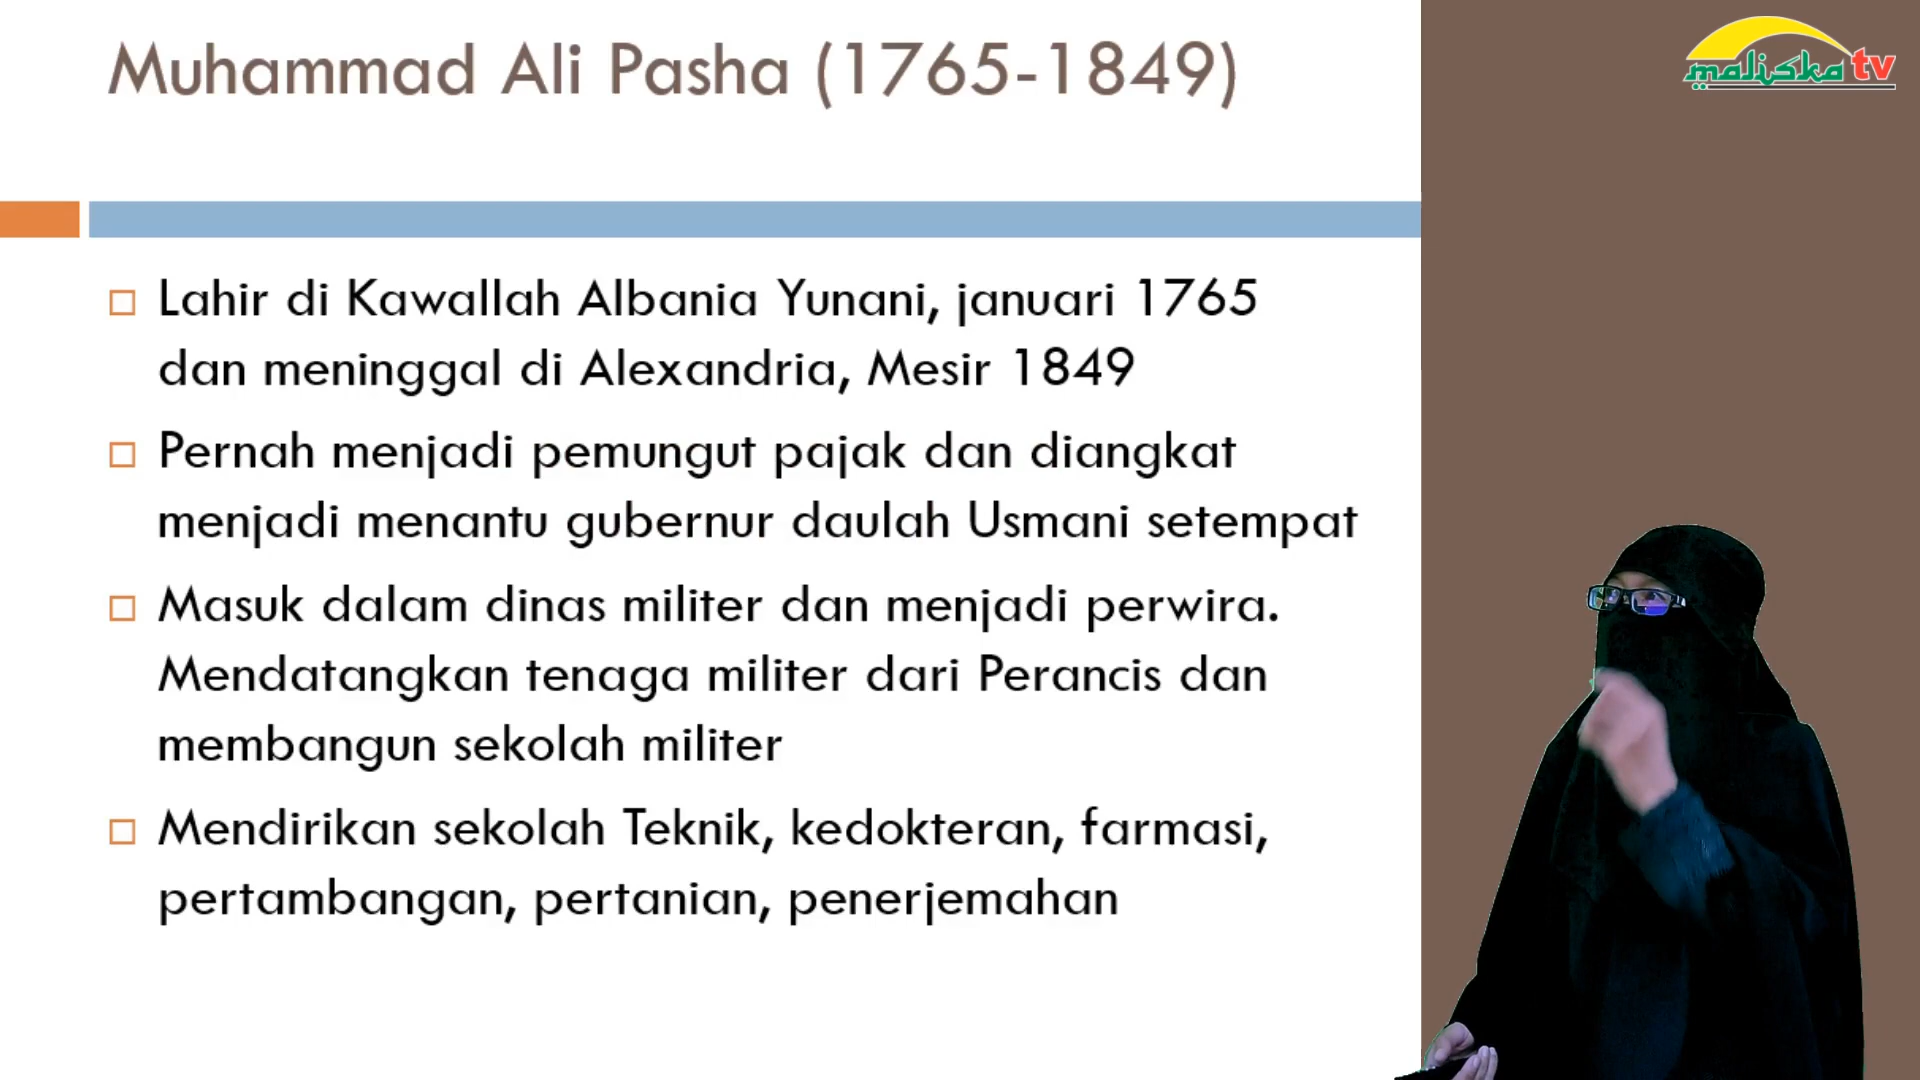 Muhammad Ali Pasha (1765-1849)
maliska tv
Lahir di Kawallah Albania Yunani, januari 1765
dan meninggal di Alexandria, Mesir 1849
Pernah menjadi pemungut pajak dan diangkat
menjadi menantu gubernur daulah Usmani setempat
Masuk dalam dinas militer dan menjadi perwira.
Mendatangkan tenaga militer dari Perancis dan
membangun sekolah militer
Mendirikan sekolah Teknik, kedokteran, farmasi,
pertambangan, pertanian, penerjemahan